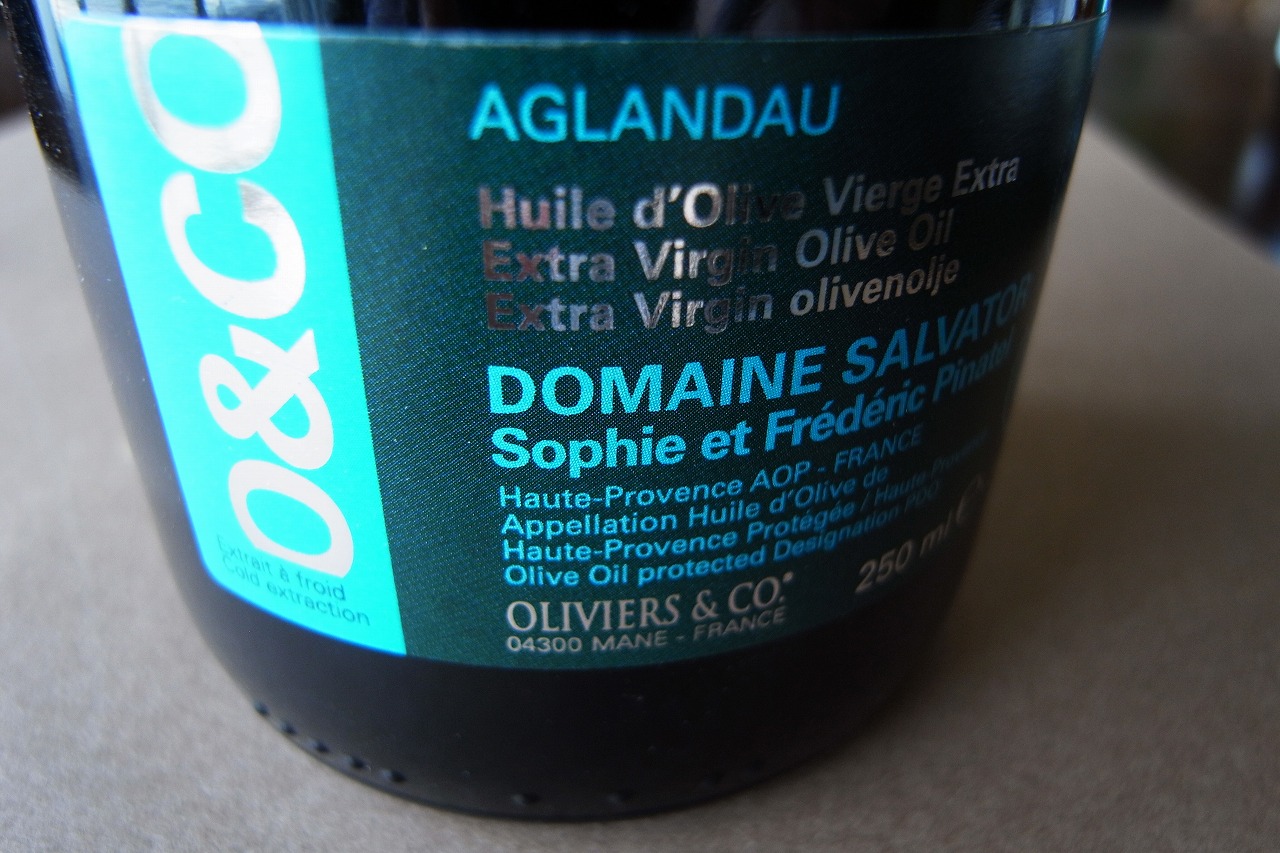 O&CO
Extrait à froid
Cold extraction
AGLANDAU
Huile d'Olive Vierge Extra
Extra Virgin Olive Oil
Extra Virgin olivenolje
DOMAINE SALVATOR
Sophie et Frédéric Pinatel
Haute-Provence AOP - FRANCE
Appellation Huile d'Olive de
Haute-Provence Protégée / Haute-Provence
Olive Oil protected Designation PDO
250 ml
OLIVIERS & CO.
04300 MANE - FRANCE